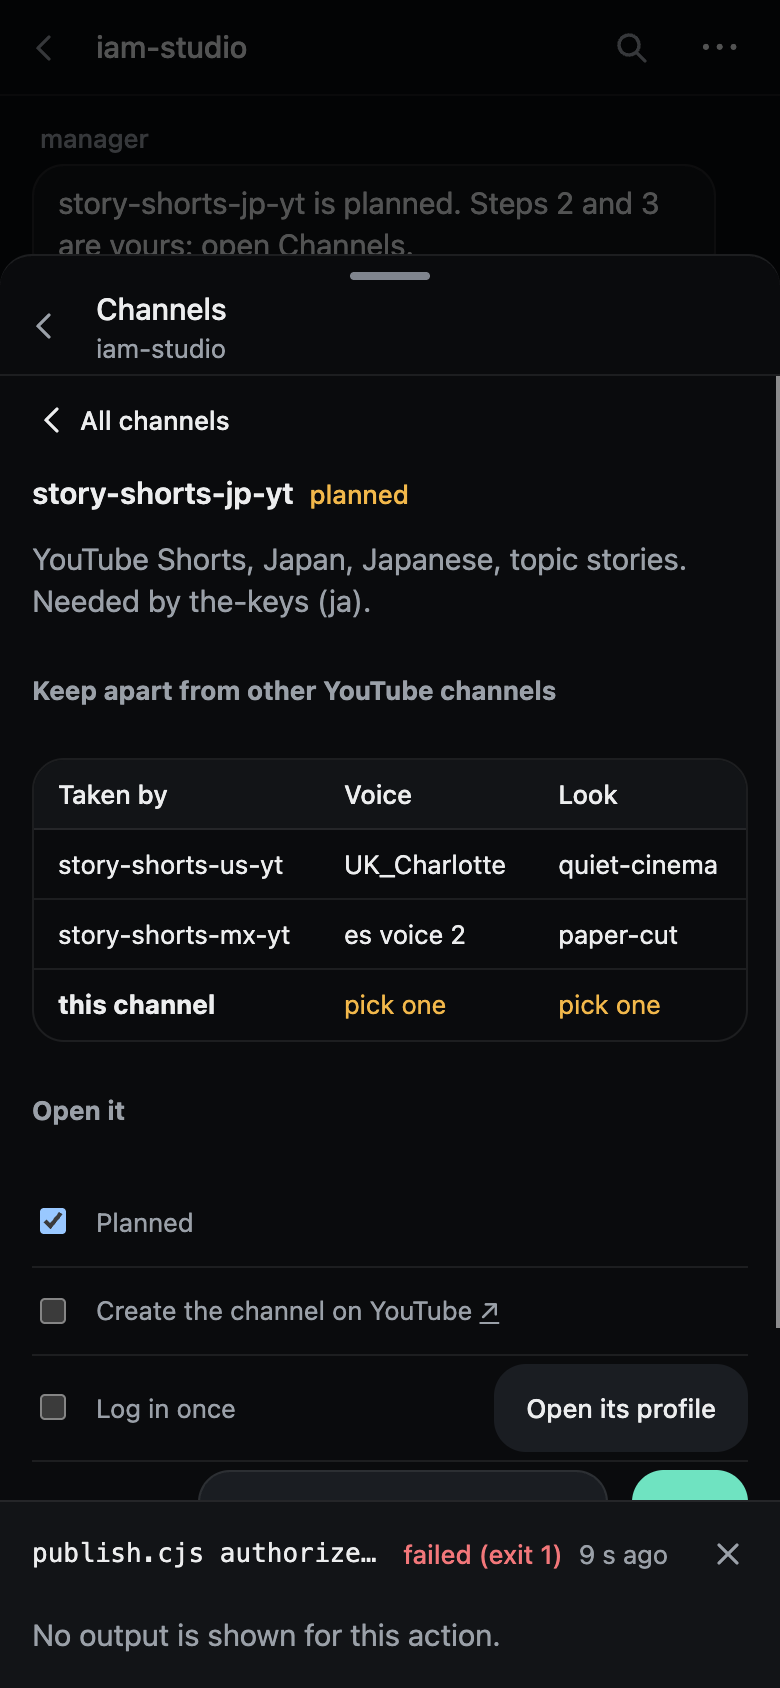 iam-studio
manager
story-shorts-jp-yt is planned. Steps 2 and 3
are yours: open Channels.
Channels
iam-studio
All channels
story-shorts-jp-yt planned
YouTube Shorts, Japan, Japanese, topic stories.
Needed by the-keys (ja).
Keep apart from other YouTube channels
Taken by Voice Look
story-shorts-us-yt UK_Charlotte quiet-cinema
story-shorts-mx-yt es voice 2 paper-cut
this channel pick one pick one
Open it
Planned
Create the channel on YouTube ↗
Log in once Open its profile
publish.cjs authorize… failed (exit 1) 9 s ago
No output is shown for this action.